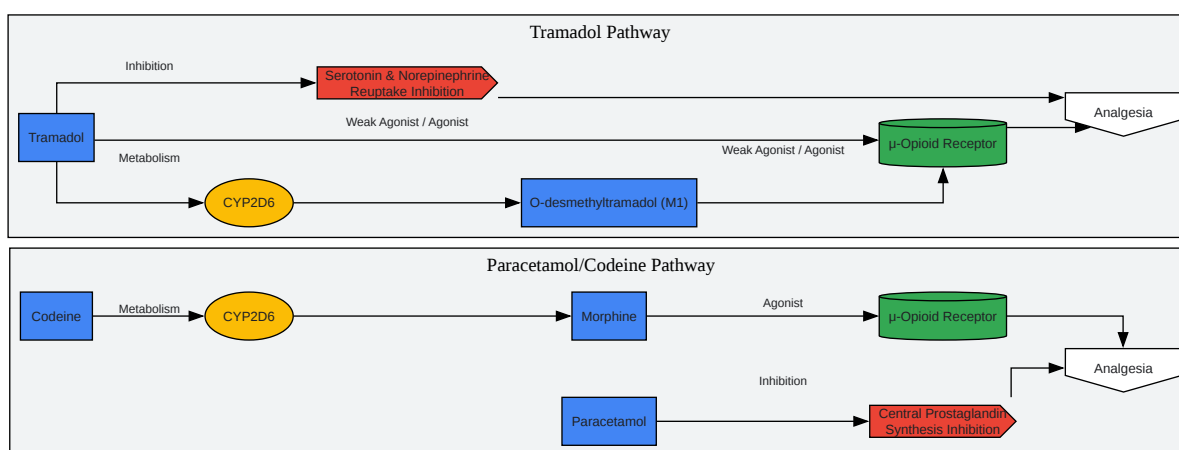 Tramadol Pathway
Inhibition
Serotonin & Norepinephrine
Reuptake Inhibition
Analgesia
Weak Agonist / Agonist
Tramadol
μ-Opioid Receptor
Weak Agonist / Agonist
Metabolism
CYP2D6
O-desmethyltramadol (M1)
Paracetamol/Codeine Pathway
Codeine
Metabolism
CYP2D6
Morphine
Agonist
μ-Opioid Receptor
Analgesia
Inhibition
Paracetamol
Central Prostaglandin
Synthesis Inhibition